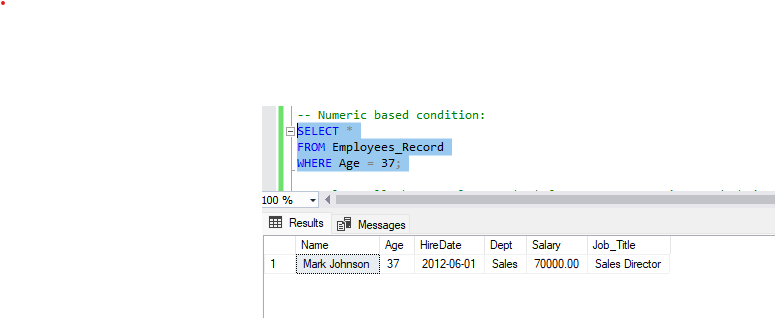 -- Numeric based condition:
SELECT *
FROM Employees_Record
WHERE Age = 37;
100 %
Results Messages
Name Age HireDate Dept Salary Job_Title
1 Mark Johnson 37 2012-06-01 Sales 70000.00 Sales Director